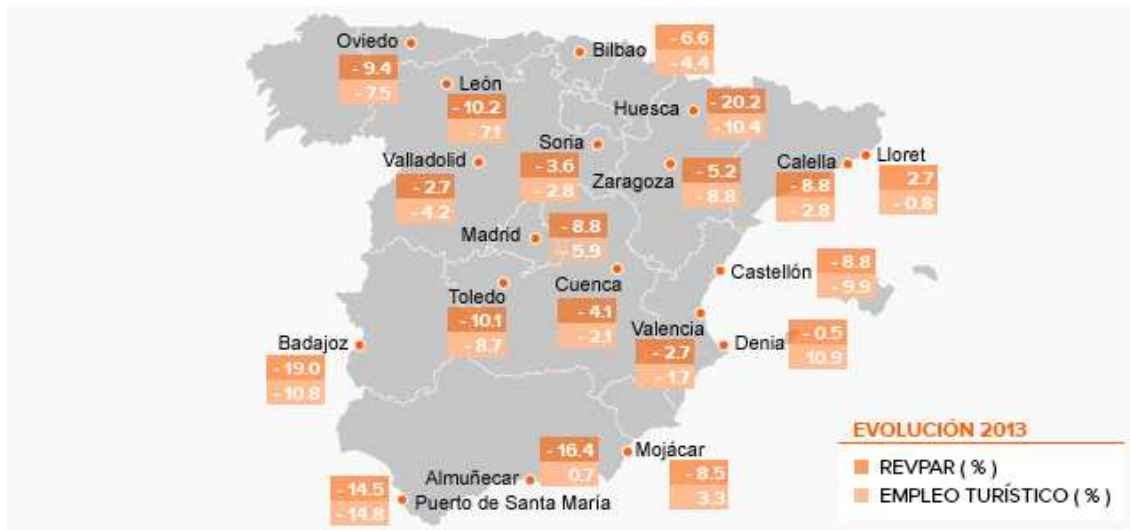 Oviedo
- 9.4
- 7.5
Bilbao
- 6.6
- 4.4
León
- 10.2
- 7.1
Huesca
- 20.2
- 10.4
Soria
- 3.6
- 2.8
Valladolid
- 2.7
- 4.2
Zaragoza
- 5.2
- 8.8
Calella
- 8.8
- 2.8
Lloret
2.7
- 0.8
Madrid
- 8.8
- 5.9
Castellón
- 8.8
- 9.9
Toledo
- 10.1
- 8.7
Cuenca
- 4.1
- 2.1
Valencia
- 2.7
- 1.7
Denia
- 0.5
10.9
Badajoz
- 19.0
- 10.8
Mojácar
- 8.5
3.3
Almuñecar
- 16.4
0.7
Puerto de Santa María
- 14.5
- 14.8
EVOLUCIÓN 2013
REVPAR ( % )
EMPLEO TURÍSTICO ( % )